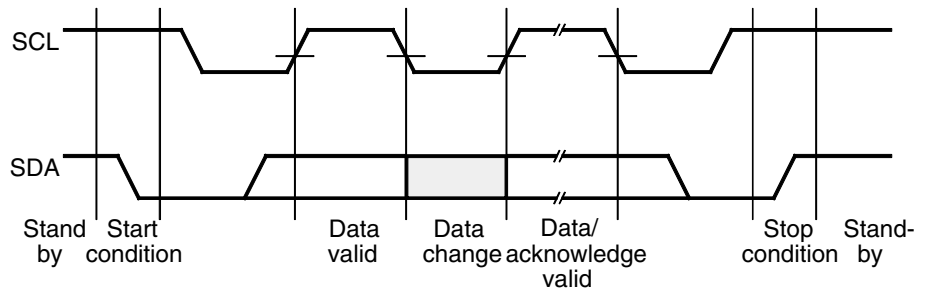 SCL
SDA
Stand
by
Start
condition
Data
valid
Data
change
Data/
acknowledge
valid
Stop
condition
Stand-
by